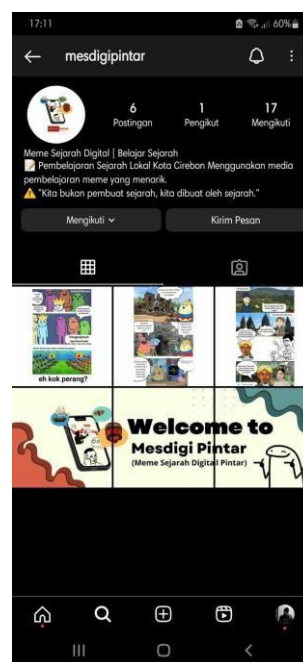 17:11
60%
mesdigipintar
6
1
17
Postingan
Pengikut
Mengikuti
Meme Sejarah Digital | Belajar Sejarah
📝 Pembelajaran Sejarah Lokal Kota Cirebon Menggunakan media
pembelajaran meme yang menarik.
⚠️ "Kita bukan pembuat sejarah, kita dibuat oleh sejarah."
Mengikuti
Kirim Pesan
eh kok perang?
Welcome to
Mesdigi Pintar
(Meme Sejarah Digital Pintar)